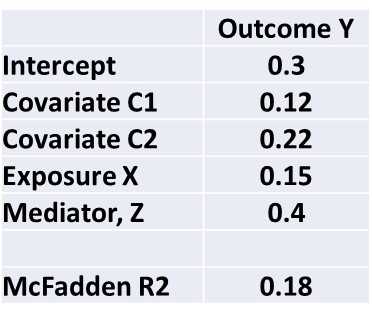 Outcome Y
Intercept 0.3
Covariate C1 0.12
Covariate C2 0.22
Exposure X 0.15
Mediator, Z 0.4
McFadden R2 0.18